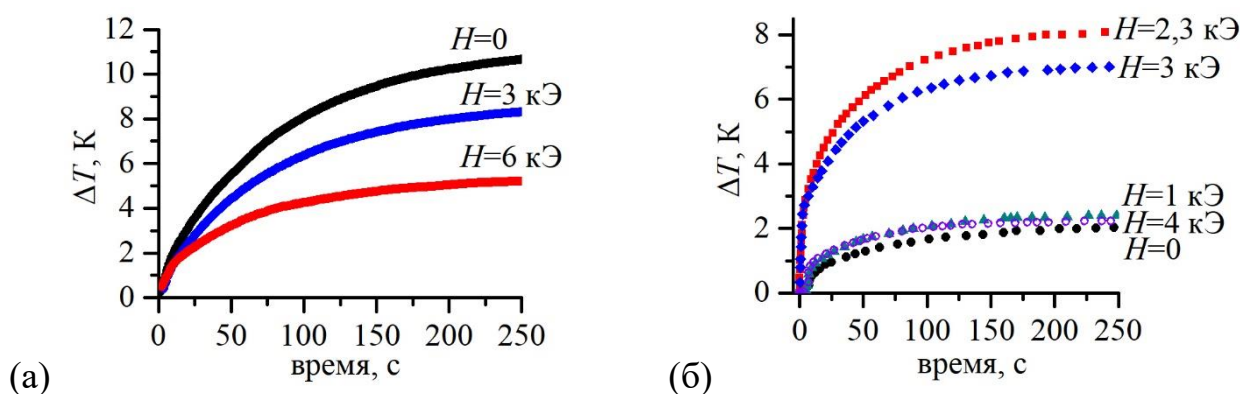 12
10
8
6
4
2
0
ΔT, К
H=0
H=3 кЭ
H=6 кЭ
0 50 100 150 200 250
время, с
(а)
8
6
4
2
0
ΔT, К
H=2,3 кЭ
H=3 кЭ
H=1 кЭ
H=4 кЭ
H=0
0 50 100 150 200 250
время, с
(б)